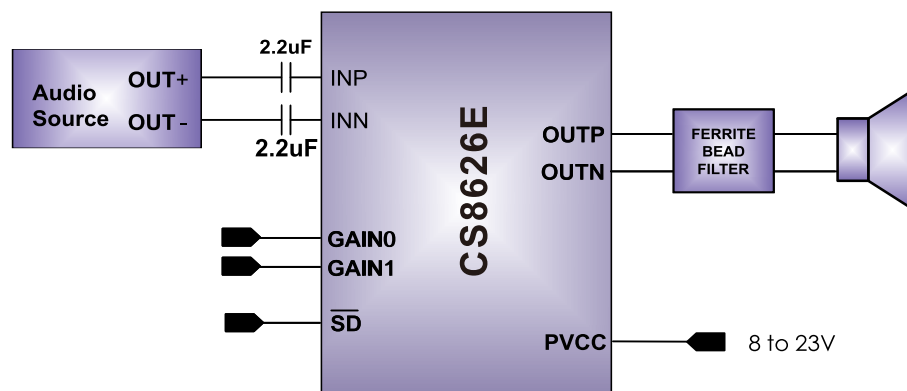 2.2uF
Audio
Source
OUT+
OUT-
2.2uF
INP
INN
GAIN0
GAIN1
SD
CS8626E
OUTP
OUTN
PVCC
FERRITE
BEAD
FILTER
8 to 23V